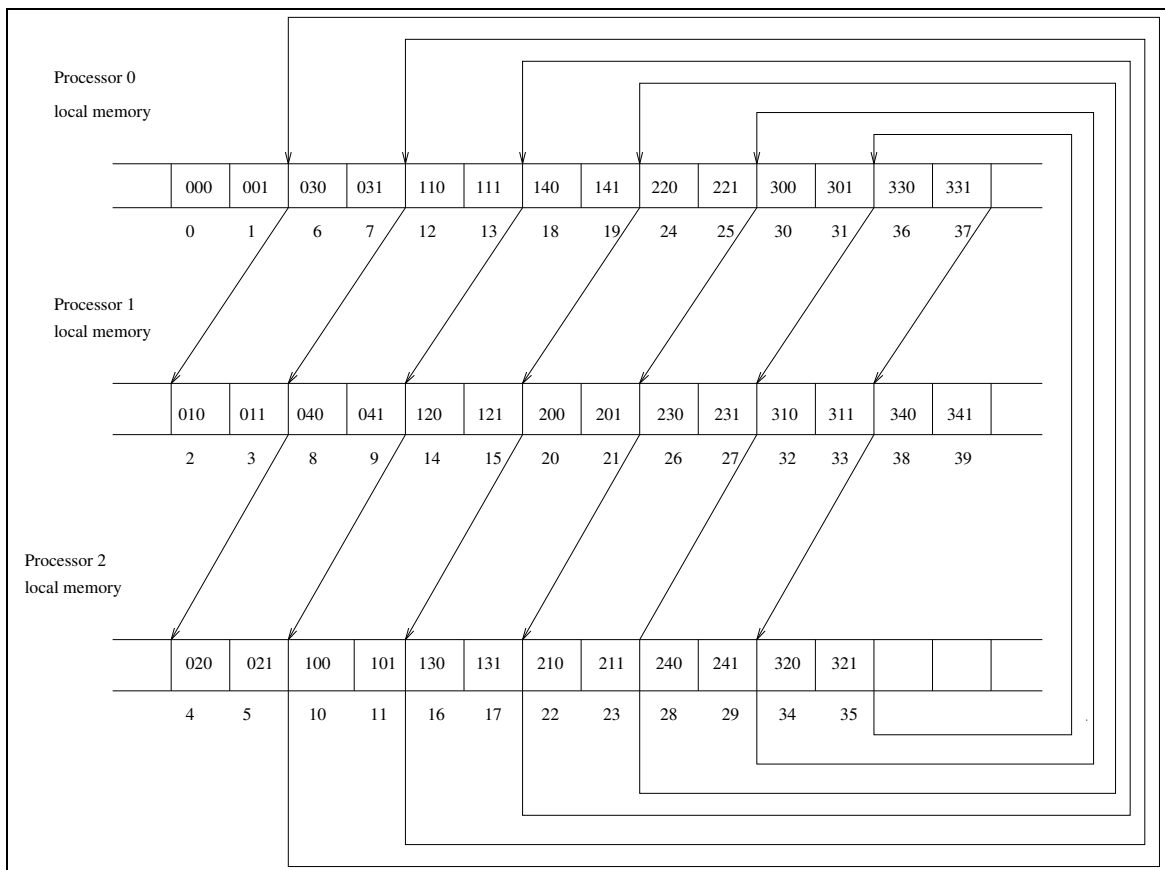 Processor 0
local memory
000 001 030 031 110 111 140 141 220 221 300 301 330 331
0 1 6 7 12 13 18 19 24 25 30 31 36 37
Processor 1
local memory
010 011 040 041 120 121 200 201 230 231 310 311 340 341
2 3 8 9 14 15 20 21 26 27 32 33 38 39
Processor 2
local memory
020 021 100 101 130 131 210 211 240 241 320 321
4 5 10 11 16 17 22 23 28 29 34 35